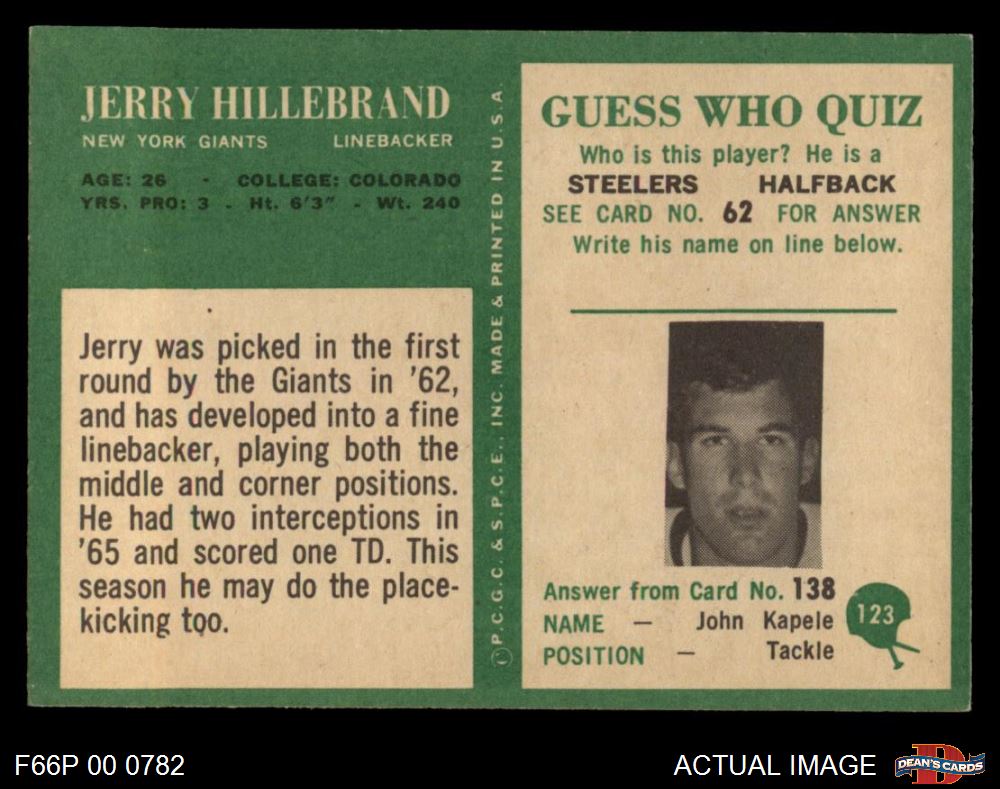 JERRY HILLEBRAND
NEW YORK GIANTS LINEBACKER
AGE: 26 - COLLEGE: COLORADO
YRS. PRO: 3 - Ht. 6'3" - Wt. 240
Jerry was picked in the first
round by the Giants in '62,
and has developed into a fine
linebacker, playing both the
middle and corner positions.
He had two interceptions in
'65 and scored one TD. This
season he may do the place-
kicking too.
©P.C.G.C. & S.P.C.E., INC. MADE & PRINTED IN U.S.A.
GUESS WHO QUIZ
Who is this player? He is a
STEELERS HALFBACK
SEE CARD NO. 62 FOR ANSWER
Write his name on line below.
Answer from Card No. 138
NAME — John Kapele
POSITION — Tackle
123
F66P 00 0782
ACTUAL IMAGE
D
DEAN'S CARDS